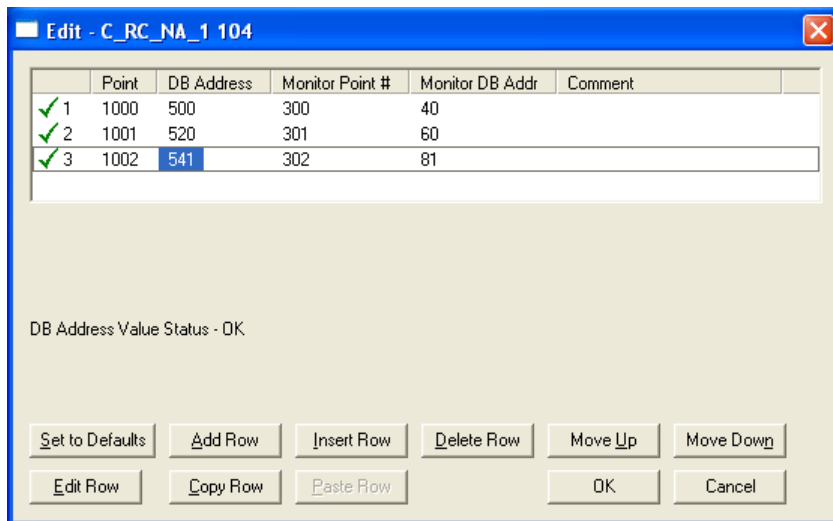 Edit - C_RC_NA_1 104
Point DB Address Monitor Point # Monitor DB Addr Comment
1 1000 500 300 40
2 1001 520 301 60
3 1002 541 302 81
DB Address Value Status - OK
Set to Defaults Add Row Insert Row Delete Row Move Up Move Down
Edit Row Copy Row Paste Row OK Cancel